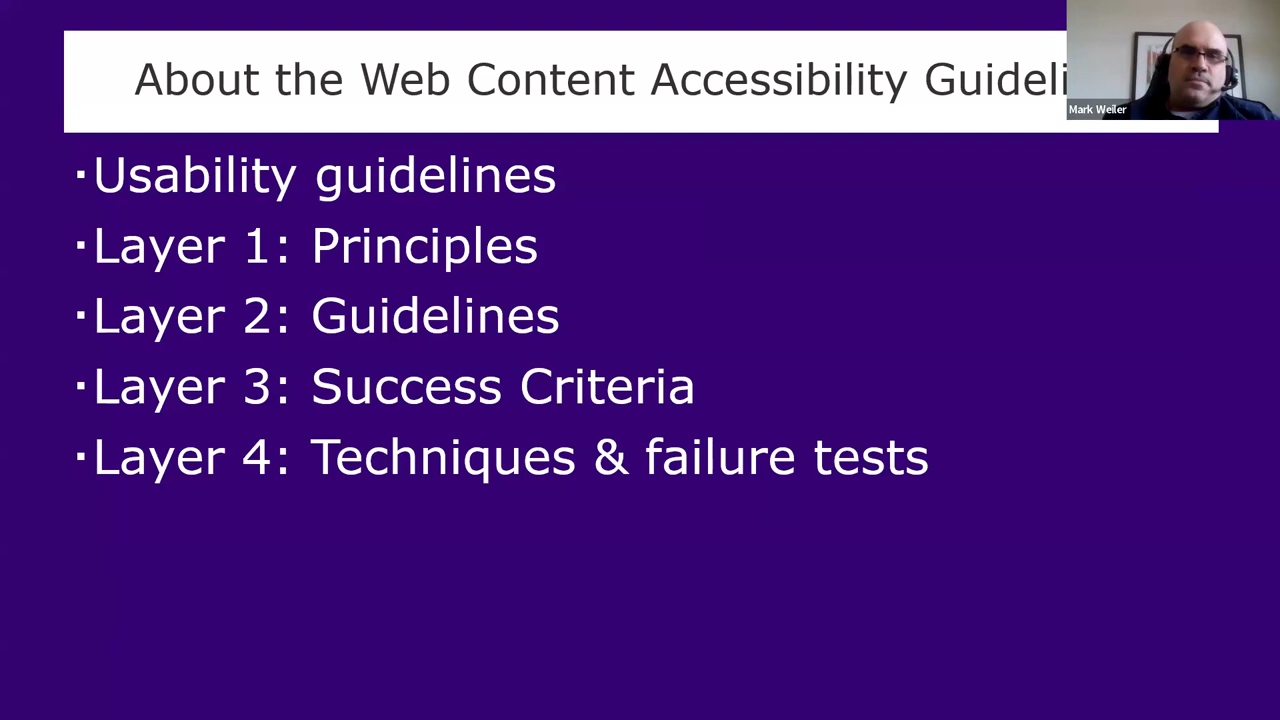 About the Web Content Accessibility Guideli
Mark Weiler
·Usability guidelines
·Layer 1: Principles
·Layer 2: Guidelines
·Layer 3: Success Criteria
·Layer 4: Techniques & failure tests